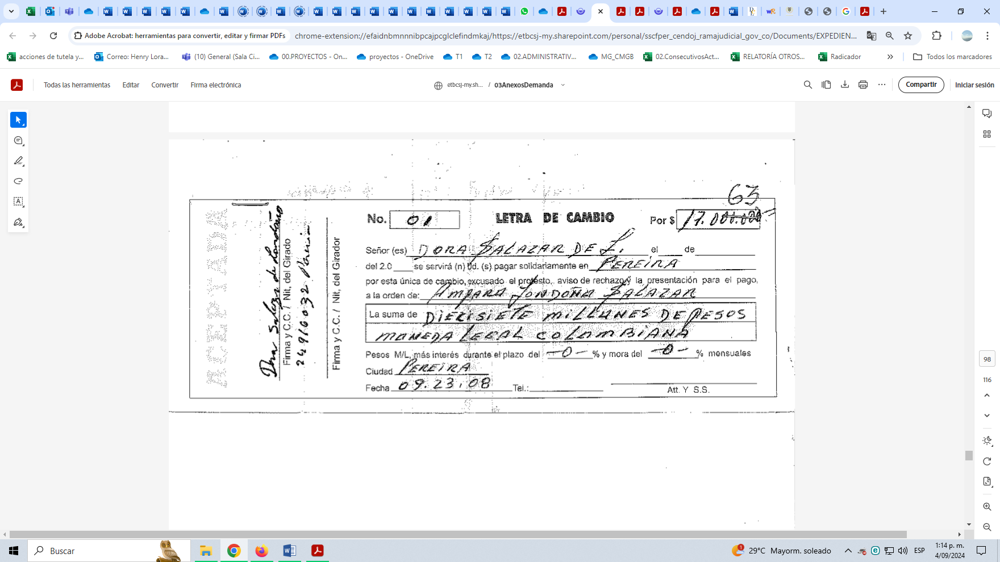 Adobe Acrobat: herramientas para convertir, editar y firmar PDFs
chrome-extension://efaidnbmnnnibpcajpcglclefindmkaj/https://etbcsj-my.sharepoint.com/personal/sscfper_cendoj_ramajudicial_gov_co/Documents/EXPEDIEN...
acciones de tutela y...
Correo: Henry Lora...
(10) General (Sala Ci...
00.PROYECTOS - On...
proyectos - OneDrive
T1
T2
02.ADMINISTRATIV...
MG_CMGB
02.ConsecutivosAct...
RELATORÍA OTROS...
Radicador
Todos los marcadores
Todas las herramientas
Editar
Convertir
Firma electrónica
etbcsj-my.sh... / 03AnexosDemanda
Compartir
Iniciar sesión
63
ACEPTADA
Dora Salazar de Londoño
Firma y C.C. / Nit, del Girado
24916032 Pereira
Firma y C.C. / Nit, del Girador
No. 01 LETRA DE CAMBIO Por $ 17.000.000
Señor (es) DORA SALAZAR DE L. , el de
del 2.0 se servirá (n) Ud. (s) pagar solidariamente en PEREIRA
por esta única de cambio, excusado el protesto, aviso de rechazo y la presentación para el pago,
a la orden de: AMPARO LONDOÑO SALAZAR
La suma de DIECISIETE MILLONES DE PESOS
MONEDA LEGAL COLOMBIANA
Pesos M/L, más interés durante el plazo del —0— % y mora del —0— % mensuales
Ciudad PEREIRA
Fecha 09.23.08 Tel.:
Att. Y S.S.
98
116
Buscar
29°C Mayorm. soleado
ESP
1:14 p. m.
4/09/2024